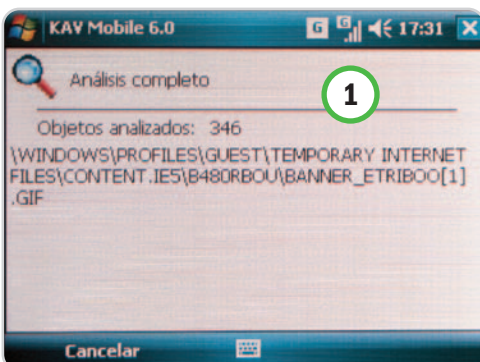 KAV Mobile 6.0
G G 17:31
1
Análisis completo
Objetos analizados: 346
\WINDOWS\PROFILES\GUEST\TEMPORARY INTERNET
FILES\CONTENT.IE5\B480RBOU\BANNER_ETRIBOO[1]
.GIF
Cancelar